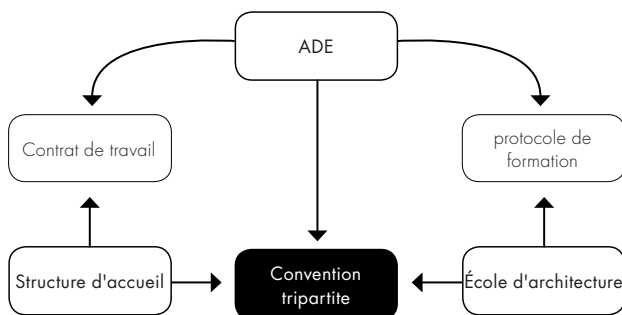 ADE
Contrat de travail
protocole de
formation
Structure d'accueil
Convention
tripartite
École d'architecture